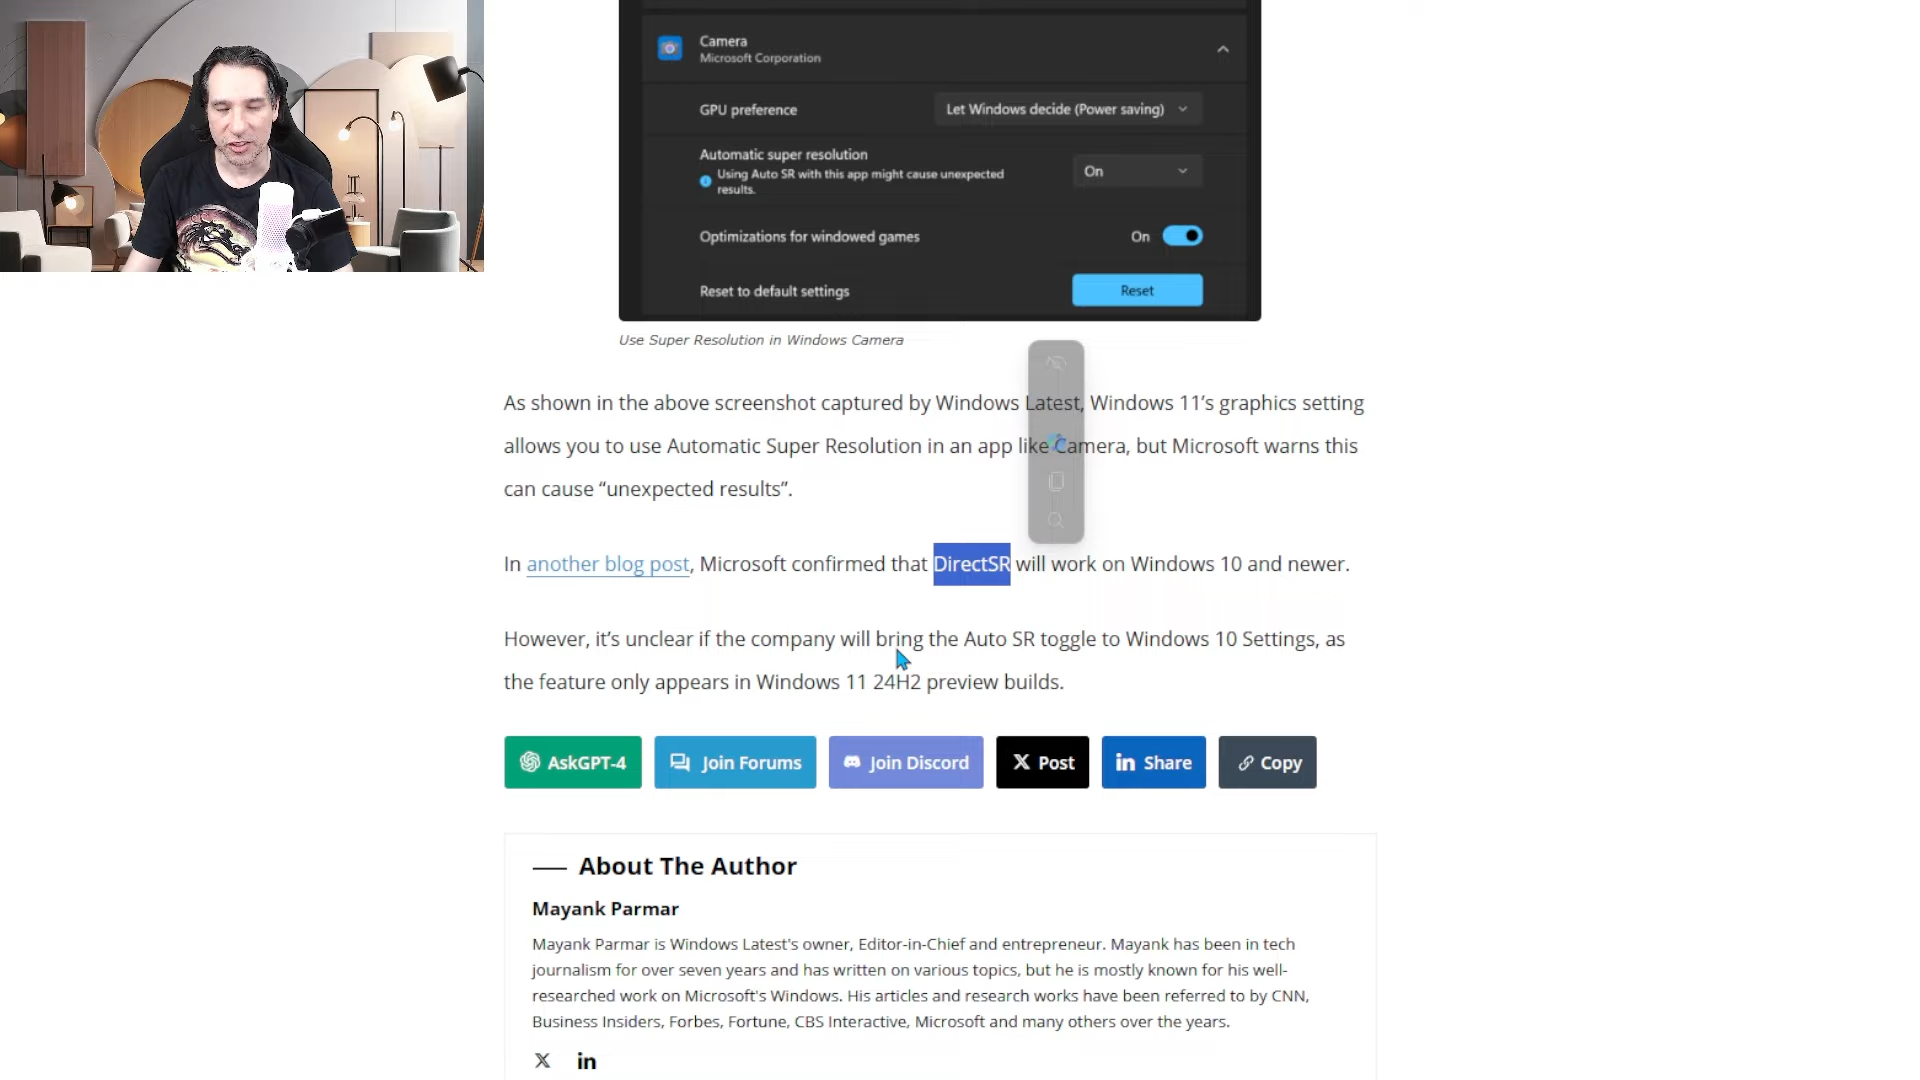 Camera
Microsoft Corporation
GPU preference
Let Windows decide (Power saving)
Automatic super resolution
Using Auto SR with this app might cause unexpected
results.
On
Optimizations for windowed games
On
Reset to default settings
Reset
Use Super Resolution in Windows Camera
As shown in the above screenshot captured by Windows Latest, Windows 11’s graphics setting
allows you to use Automatic Super Resolution in an app like Camera, but Microsoft warns this
can cause “unexpected results”.
In another blog post, Microsoft confirmed that DirectSR will work on Windows 10 and newer.
However, it’s unclear if the company will bring the Auto SR toggle to Windows 10 Settings, as
the feature only appears in Windows 11 24H2 preview builds.
AskGPT-4
Join Forums
Join Discord
X Post
in Share
Copy
About The Author
Mayank Parmar
Mayank Parmar is Windows Latest's owner, Editor-in-Chief and entrepreneur. Mayank has been in tech
journalism for over seven years and has written on various topics, but he is mostly known for his well-
researched work on Microsoft's Windows. His articles and research works have been referred to by CNN,
Business Insiders, Forbes, Fortune, CBS Interactive, Microsoft and many others over the years.
X in